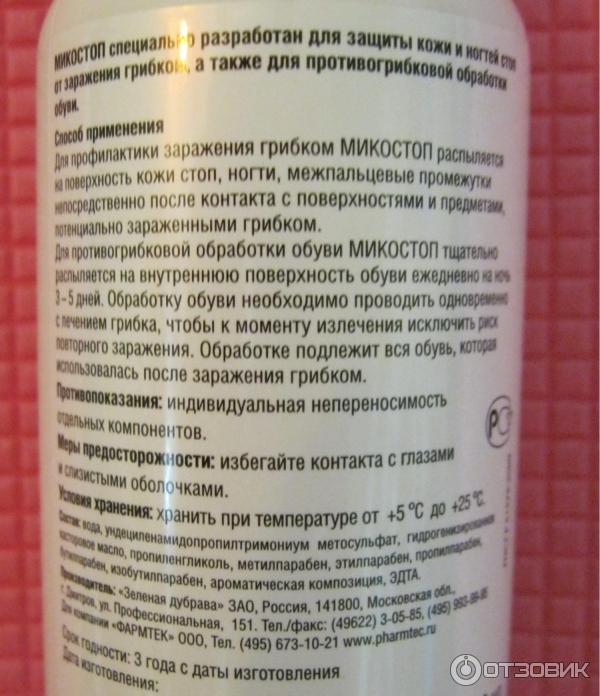 МИКОСТОП специально разработан для защиты кожи и ногтей стоп
от заражения грибком, а также для противогрибковой обработки
обуви.
Способ применения
Для профилактики заражения грибком МИКОСТОП распыляется
на поверхность кожи стоп, ногти, межпальцевые промежутки
непосредственно после контакта с поверхностями и предметами,
потенциально зараженными грибком.
Для противогрибковой обработки обуви МИКОСТОП тщательно
распыляется на внутреннюю поверхность обуви ежедневно на ночь
3–5 дней. Обработку обуви необходимо проводить одновременно
с лечением грибка, чтобы к моменту излечения исключить риск
повторного заражения. Обработке подлежит вся обувь, которая
использовалась после заражения грибком.
Противопоказания: индивидуальная непереносимость
отдельных компонентов.
Меры предосторожности: избегайте контакта с глазами
и слизистыми оболочками.
Условия хранения: хранить при температуре от +5 °С до +25 °С.
Состав: вода, ундециленамидопропилтримониум метосульфат, гидрогенизированное
касторовое масло, пропиленгликоль, метилпарабен, этилпарабен, пропилпарабен,
бутилпарабен, изобутилпарабен, ароматическая композиция, ЭДТА.
Производитель: «Зеленая дубрава» ЗАО, Россия, 141800, Московская обл.,
г. Дмитров, ул. Профессиональная, 151. Тел./факс: (49622) 3-05-85, (495)
Для компании «ФАРМТЕК» ООО, Тел. (495) 673-10-21 www.pharmtec.ru
Срок годности: 3 года с даты изготовления
Дата изготовления:
РС
ОТЗОВИК